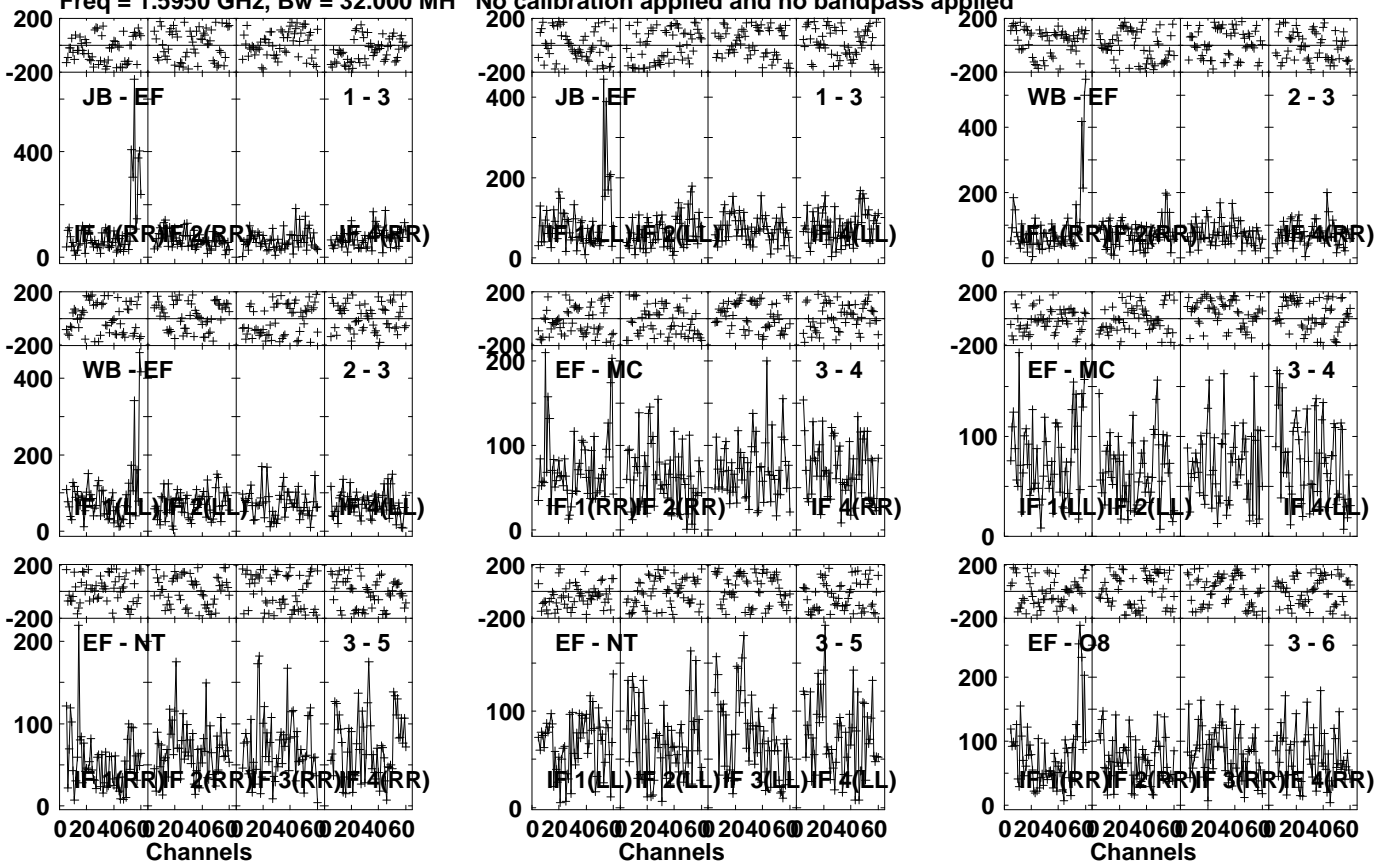 Freq = 1.5950 GHz, Bw = 32.000 MH No calibration applied and no bandpass applied
200
-200
JB - EF 1 - 3
400
200
0
IF 1(RR) IF 2(RR) IF 4(RR)
200
-200
JB - EF 1 - 3
400
200
0
IF 1(LL) IF 2(LL) IF 4(LL)
200
-200
WB - EF 2 - 3
400
200
0
IF 1(RR) IF 2(RR) IF 4(RR)
200
-200
WB - EF 2 - 3
400
200
0
IF 1(LL) IF 2(LL) IF 4(LL)
200
-200
200
EF - MC 3 - 4
100
0
IF 1(RR) IF 2(RR) IF 4(RR)
200
-200
EF - MC 3 - 4
100
0
IF 1(LL) IF 2(LL) IF 4(LL)
200
-200
200
EF - NT 3 - 5
100
0
IF 1(RR) IF 2(RR) IF 3(RR) IF 4(RR)
0 20 40 60 0 20 40 60 0 20 40 60 0 20 40 60
Channels
200
-200
EF - NT 3 - 5
100
0
IF 1(LL) IF 2(LL) IF 3(LL) IF 4(LL)
0 20 40 60 0 20 40 60 0 20 40 60 0 20 40 60
Channels
200
-200
EF - O8 3 - 6
200
100
0
IF 1(RR) IF 2(RR) IF 3(RR) IF 4(RR)
0 20 40 60 0 20 40 60 0 20 40 60 0 20 40 60
Channels